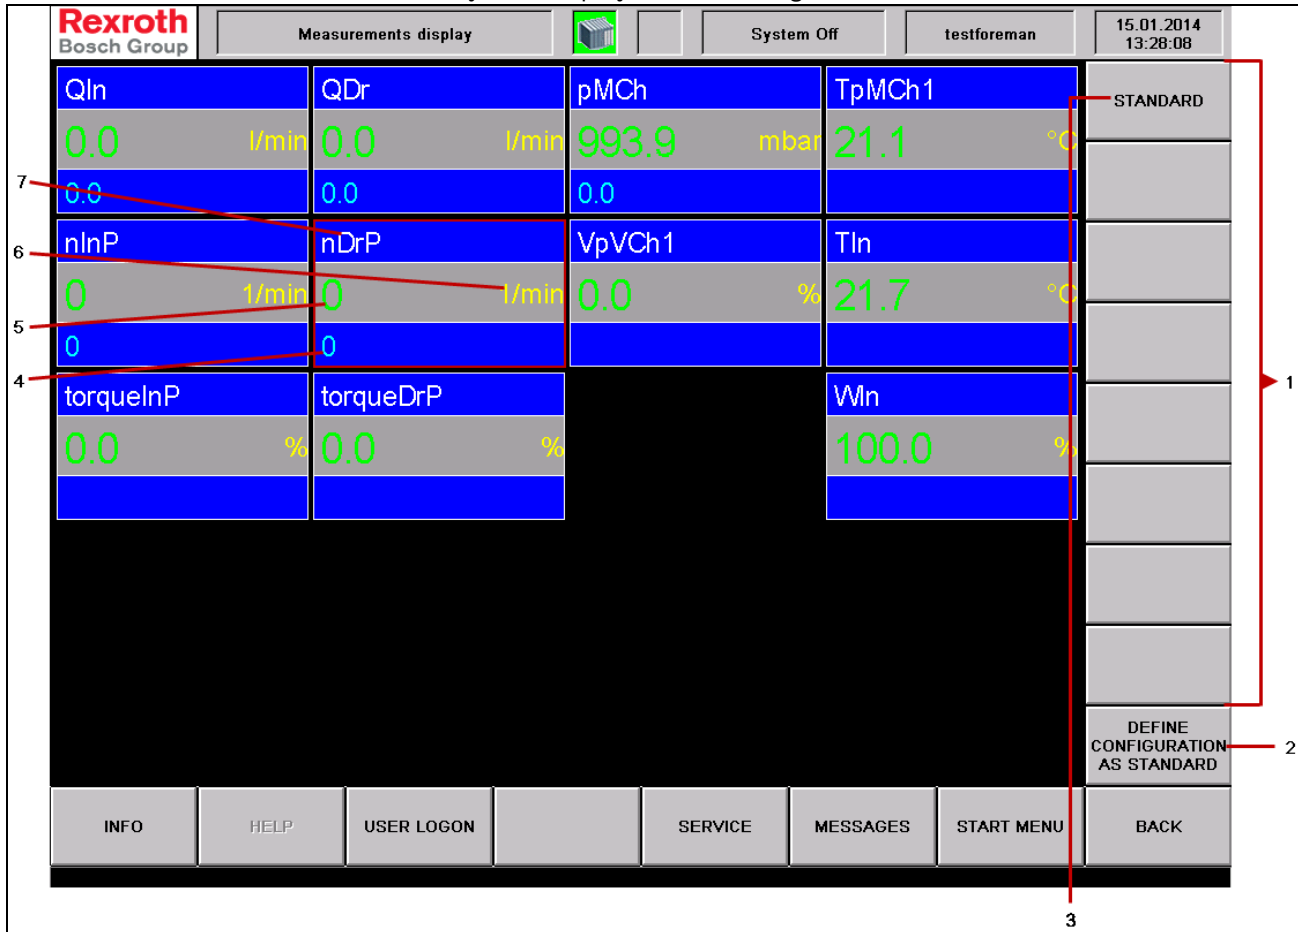 Rexroth
Bosch Group
Measurements display
System Off
testforeman
15.01.2014
13:28:08
QIn
QDr
pMCh
TpMCh1
STANDARD
0.0 l/min
0.0 l/min
993.9 mbar
21.1 °C
0.0
0.0
0.0
7
nInP
nDrP
VpVCh1
TIn
6
0 1/min
0 1/min
0.0 %
21.7 °C
5
0
0
4
1
torqueInP
torqueDrP
WIn
0.0 %
0.0 %
100.0 %
DEFINE
CONFIGURATION
AS STANDARD
2
INFO
HELP
USER LOGON
SERVICE
MESSAGES
START MENU
BACK
3